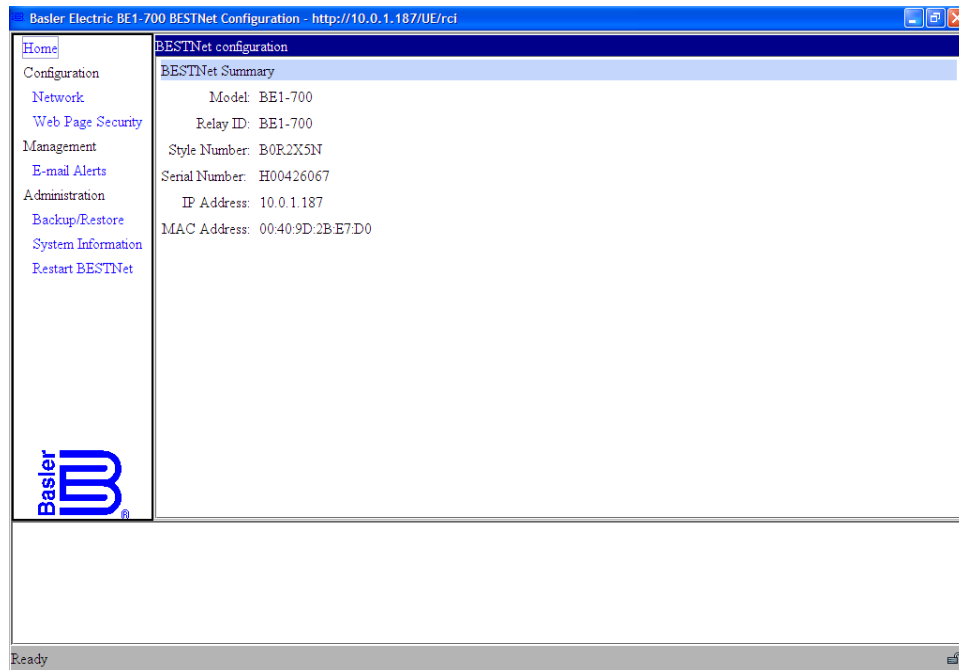 Basler Electric BE1-700 BESTNet Configuration - http://10.0.1.187/UE/rci
Home
Configuration
Network
Web Page Security
Management
E-mail Alerts
Administration
Backup/Restore
System Information
Restart BESTNet
Basler
B
®
BESTNet configuration
BESTNet Summary
Model: BE1-700
Relay ID: BE1-700
Style Number: B0R2X5N
Serial Number: H00426067
IP Address: 10.0.1.187
MAC Address: 00:40:9D:2B:E7:D0
Ready